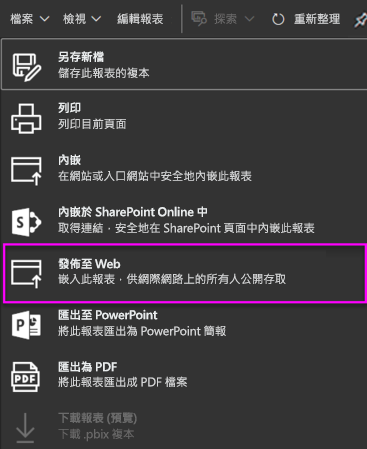 檔案 檢視 編輯報表 探索 重新整理
另存新檔
儲存此報表的複本
列印
列印目前頁面
內嵌
在網站或入口網站中安全地內嵌此報表
內嵌於 SharePoint Online 中
取得連結，安全地在 SharePoint 頁面中內嵌此報表
發佈至 Web
嵌入此報表，供網際網路上的所有人公開存取
匯出至 PowerPoint
將此報表匯出為 PowerPoint 簡報
匯出為 PDF
將此報表匯出成 PDF 檔案
下載報表 (預覽)
下載 .pbix 複本